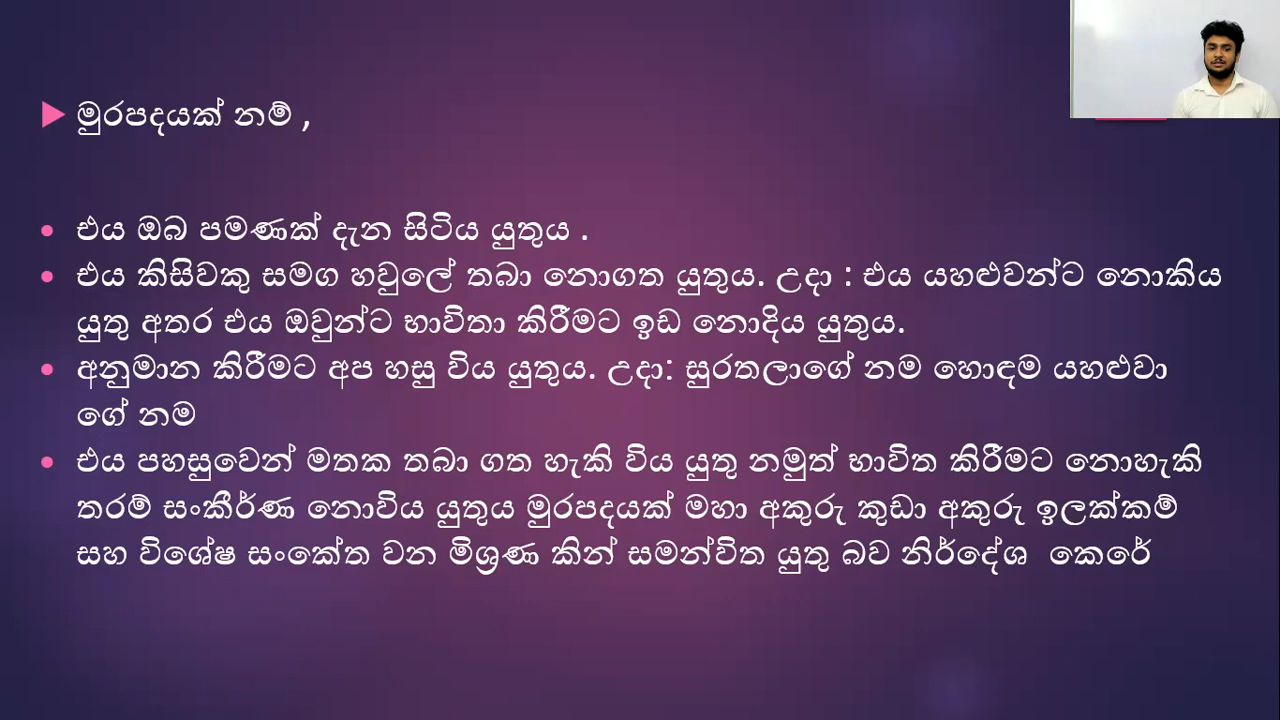 මුරපදයක් නම් ,
එය ඔබ පමණක් දැන සිටිය යුතුය .
එය කිසිවකු සමග හවුලේ තබා නොගත යුතුය. උදා : එය යහළුවන්ට නොකිය
යුතු අතර එය ඔවුන්ට භාවිතා කිරීමට ඉඩ නොදිය යුතුය.
අනුමාන කිරීමට අප හසු විය යුතුය. උදා: සුරතලාගේ නම හොඳම යහළුවා
ගේ නම
එය පහසුවෙන් මතක තබා ගත හැකි විය යුතු නමුත් භාවිත කිරීමට නොහැකි
තරම් සංකීර්ණ නොවිය යුතුය මුරපදයක් මහා අකුරු කුඩා අකුරු ඉලක්කම්
සහ විශේෂ සංකේත වන මිශ්‍රණ කින් සමන්විත යුතු බව නිර්දේශ කෙරේ